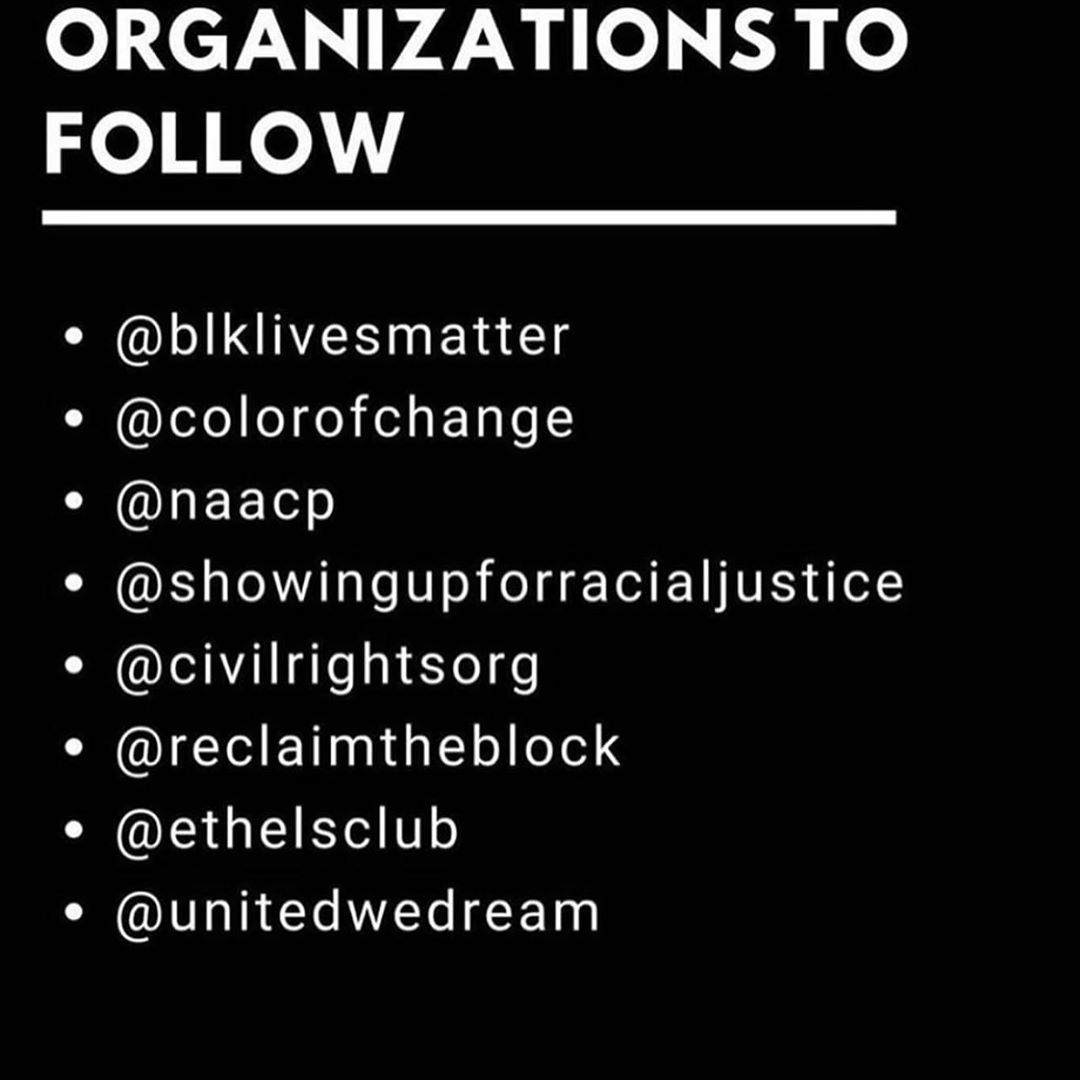 ORGANIZATIONS TO
FOLLOW
• @blklivesmatter
• @colorofchange
• @naacp
• @showingupforracialjustice
• @civilrightsorg
• @reclaimtheblock
• @ethelsclub
• @unitedwedream